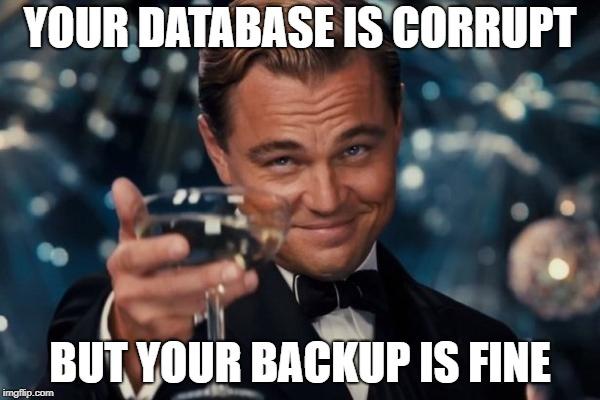 YOUR DATABASE IS CORRUPT
BUT YOUR BACKUP IS FINE
imgflip.com